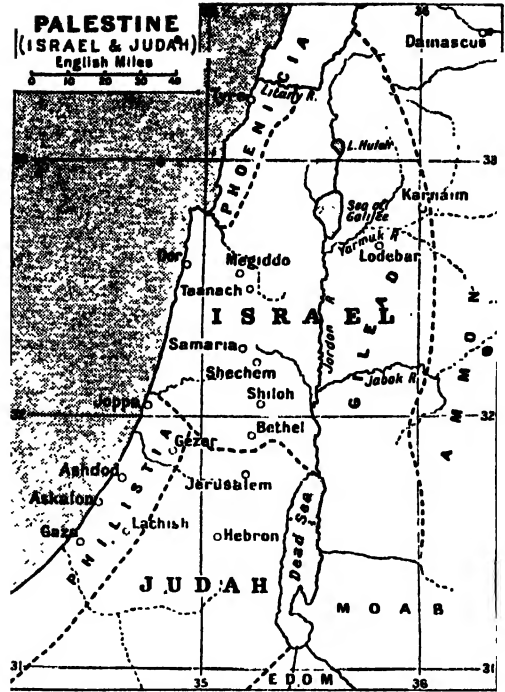 PALESTINE
(ISRAEL & JUDAH)
English Miles
0 10 25 30 40
Damascus
Litany R.
PHOENICIA
L. Huleh
33
Sea of
Galilee
Karnaim
Yarmuk R
Lodebar
Dor
Megiddo
Taanach
ISRAEL
Jordan R
GILEAD
AMMON
Samaria
Shechem
Jabok R
Shiloh
Joppa
32
Bethel
Gezer
Jerusalem
Ashdod
Askalon
PHILISTIA
Lachish
Gaza
Hebron
Dead Sea
JUDAH
MOAB
31
31
EDOM
35
36